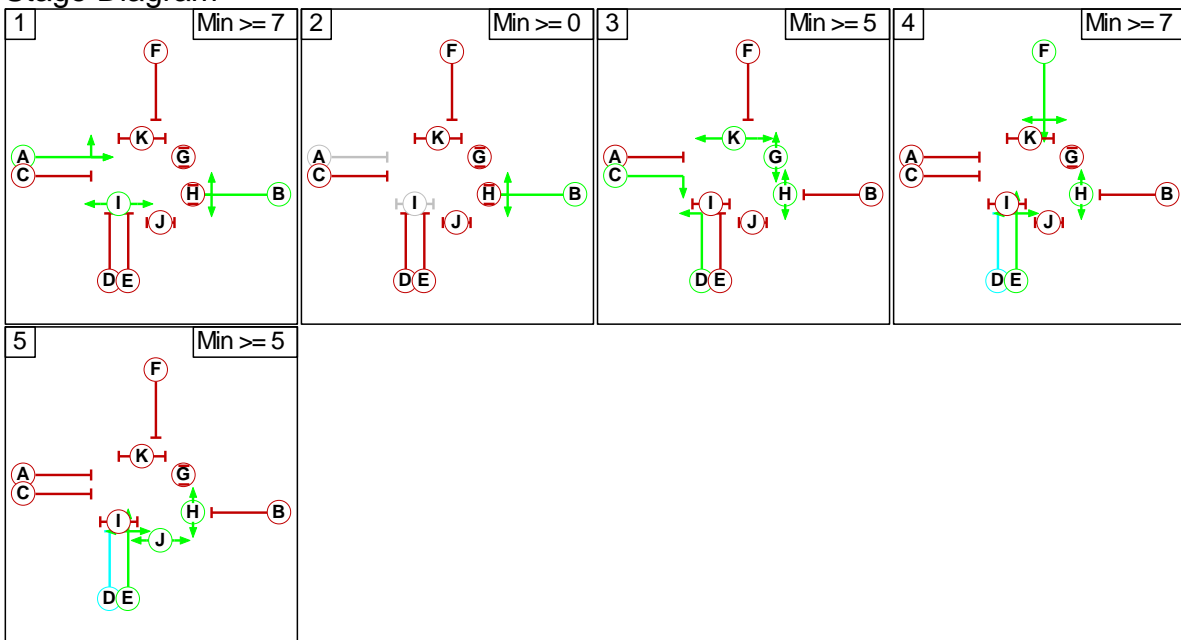 Stage Diagram
1 Min >= 7
F
K
G
A
C
H B
I
J
D E
2 Min >= 0
F
K
G
A
C
H B
I
J
D E
3 Min >= 5
F
K
G
A
C
H B
I
J
D E
4 Min >= 7
F
K
G
A
C
H B
I
J
D E
5 Min >= 5
F
K
G
A
C
H B
I
J
D E